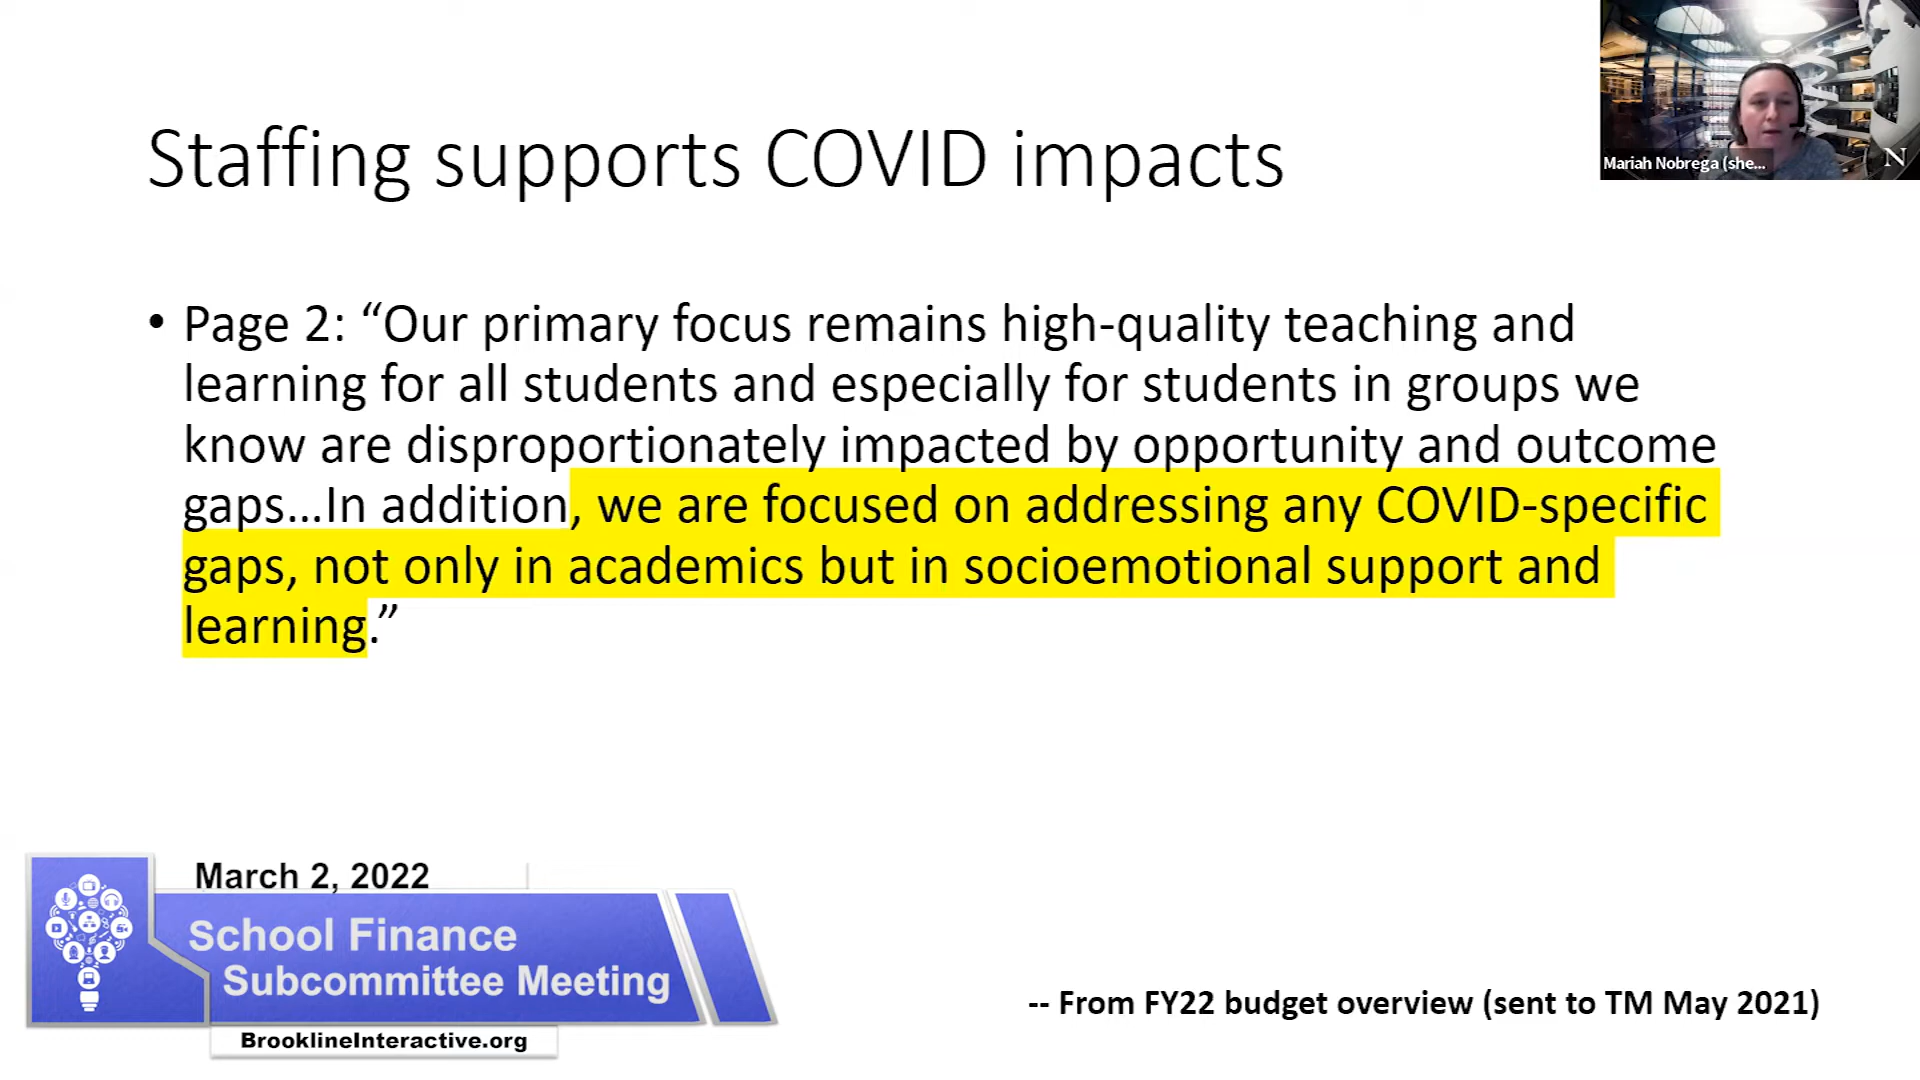 Staffing supports COVID impacts
Mariah Nobrega (she...
N
• Page 2: “Our primary focus remains high-quality teaching and
learning for all students and especially for students in groups we
know are disproportionately impacted by opportunity and outcome
gaps…In addition, we are focused on addressing any COVID-specific
gaps, not only in academics but in socioemotional support and
learning.”
March 2, 2022
School Finance
Subcommittee Meeting
BrooklineInteractive.org
-- From FY22 budget overview (sent to TM May 2021)